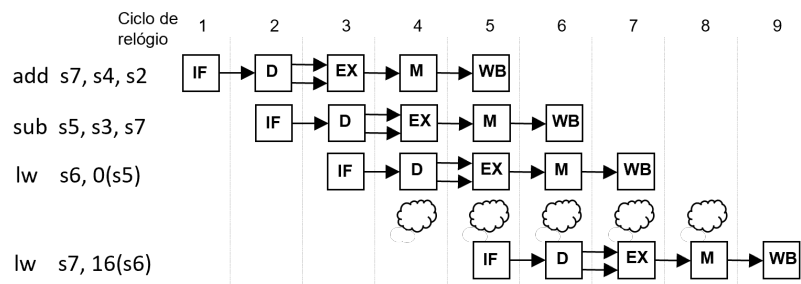 Ciclo de relógio 1 2 3 4 5 6 7 8 9
add s7, s4, s2 IF D EX M WB
sub s5, s3, s7 IF D EX M WB
lw s6, 0(s5) IF D EX M WB
lw s7, 16(s6) IF D EX M WB